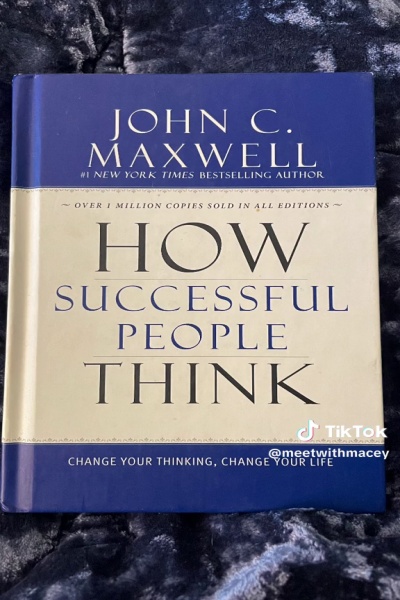 JOHN C.
MAXWELL
#1 NEW YORK TIMES BESTSELLING AUTHOR
~ OVER 1 MILLION COPIES SOLD IN ALL EDITIONS ~
HOW
SUCCESSFUL
PEOPLE
THINK
TikTok
@meetwithmacey
CHANGE YOUR THINKING, CHANGE YOUR LIFE